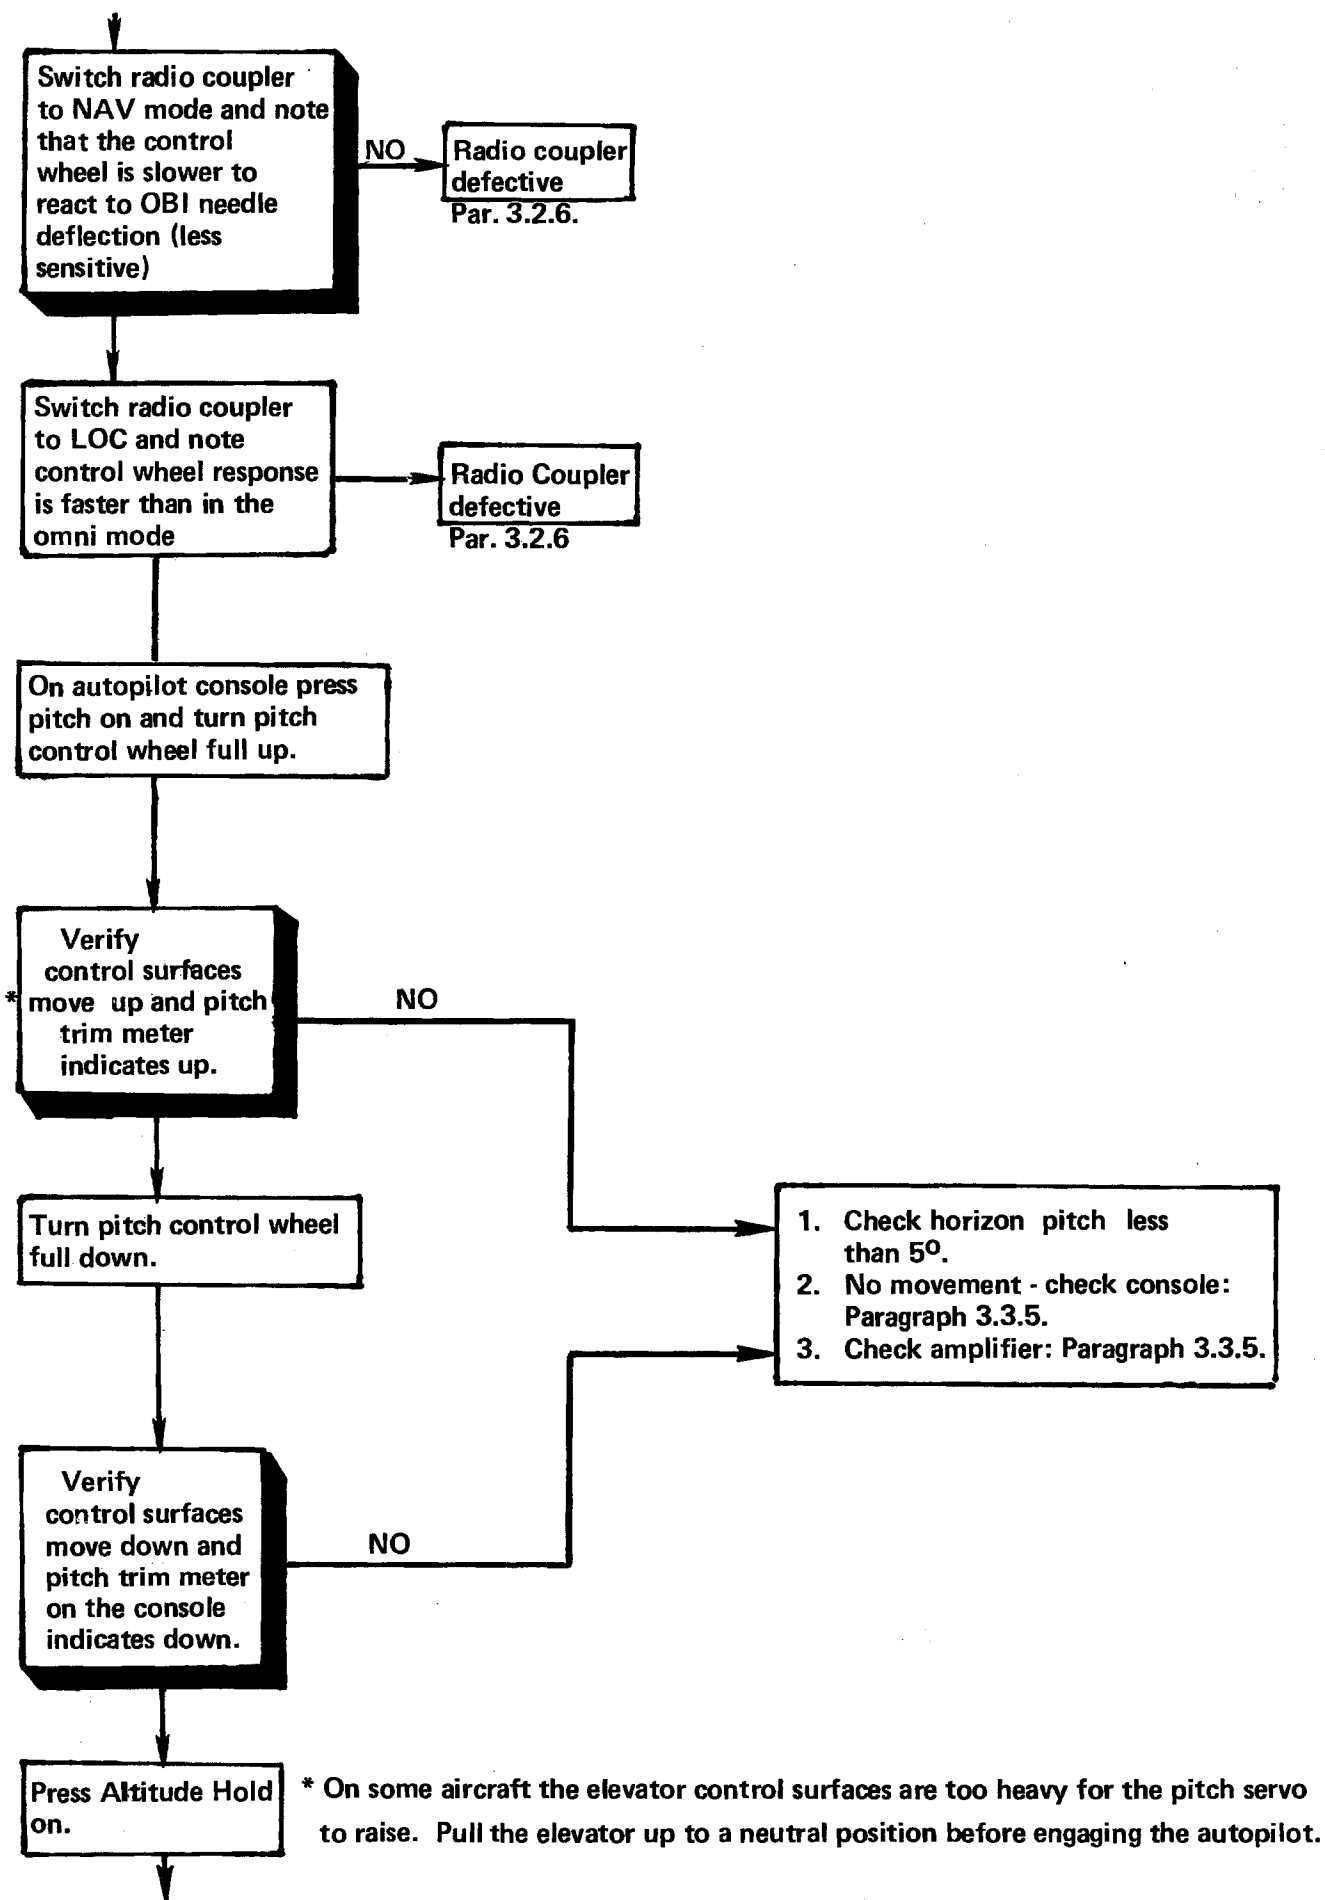 Switch radio coupler
to NAV mode and note
that the control
wheel is slower to
react to OBI needle
deflection (less
sensitive)
NO
Radio coupler
defective
Par. 3.2.6.
Switch radio coupler
to LOC and note
control wheel response
is faster than in the
omni mode
Radio Coupler
defective
Par. 3.2.6
On autopilot console press
pitch on and turn pitch
control wheel full up.
Verify
control surfaces
* move up and pitch
trim meter
indicates up.
NO
Turn pitch control wheel
full down.
1. Check horizon pitch less
than 5º.
2. No movement - check console:
Paragraph 3.3.5.
3. Check amplifier: Paragraph 3.3.5.
Verify
control surfaces
move down and
pitch trim meter
on the console
indicates down.
NO
Press Altitude Hold
on.
* On some aircraft the elevator control surfaces are too heavy for the pitch servo
to raise. Pull the elevator up to a neutral position before engaging the autopilot.